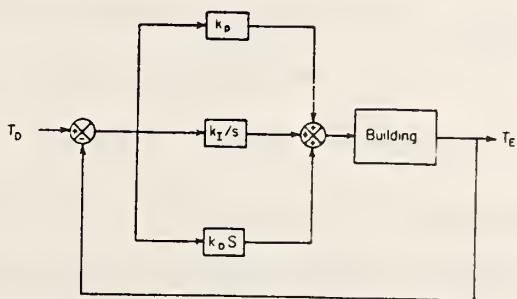 k_P
T_D
+
-
k_I/s
+
+
+
Building
T_E
k_D S